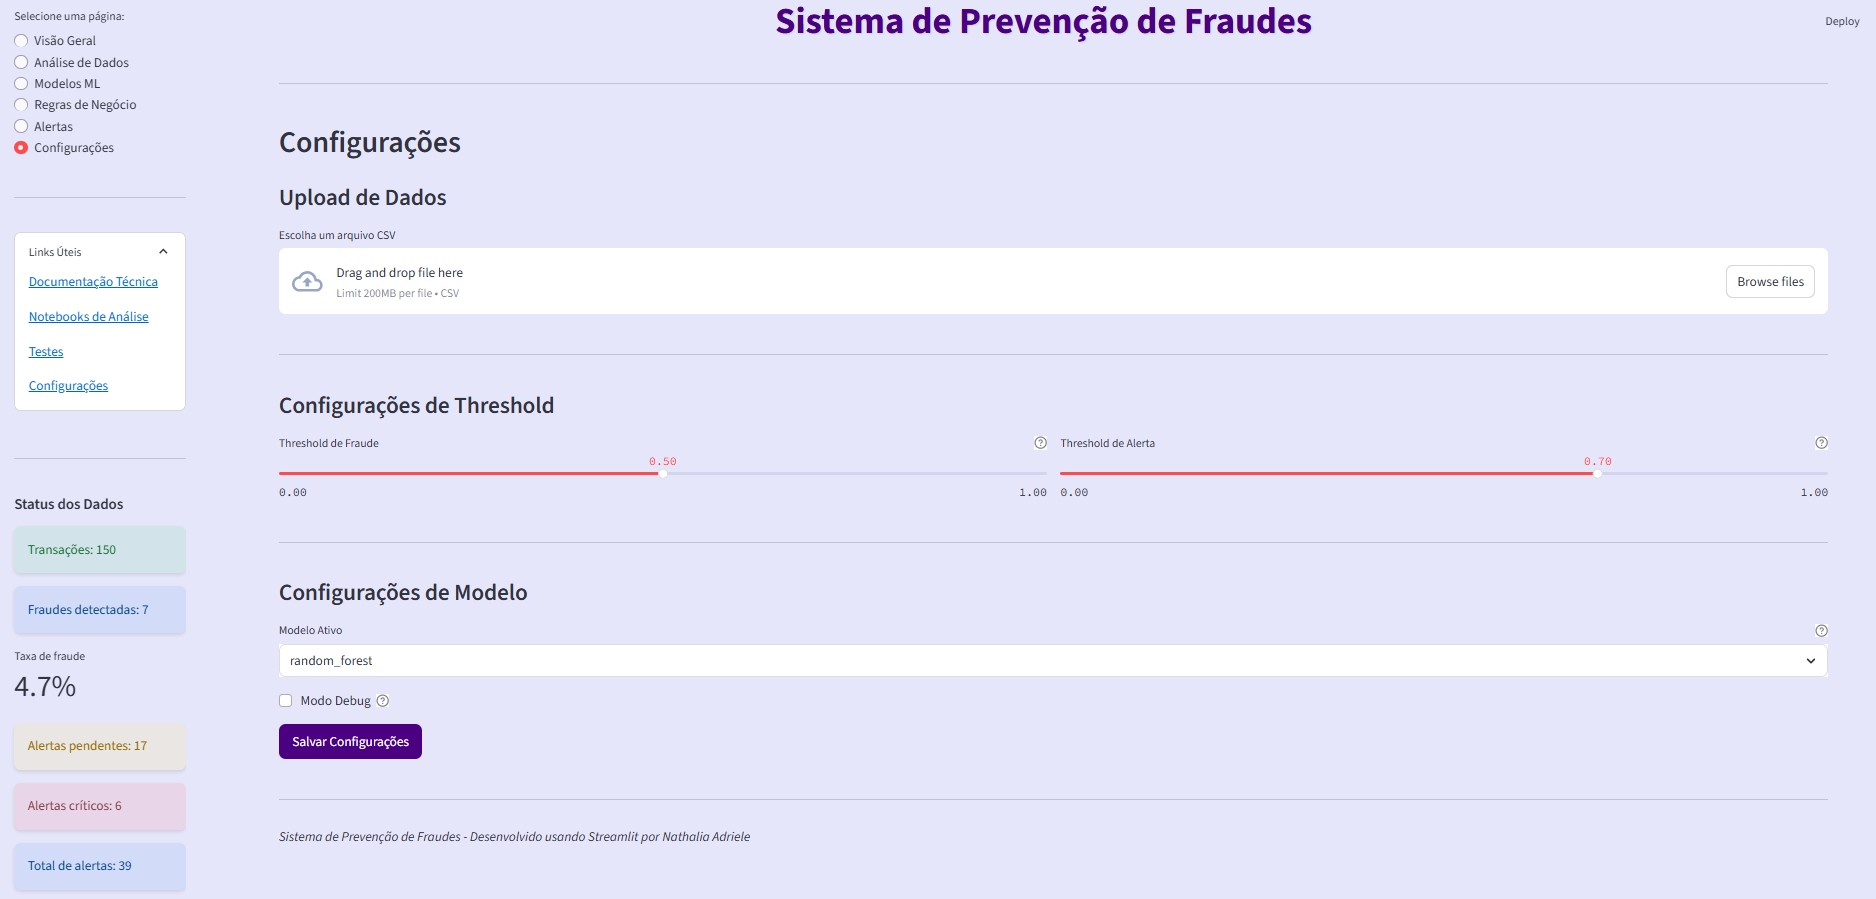 Selecione uma página:
Visão Geral
Análise de Dados
Modelos ML
Regras de Negócio
Alertas
Configurações
Links Úteis
Documentação Técnica
Notebooks de Análise
Testes
Configurações
Status dos Dados
Transações: 150
Fraudes detectadas: 7
Taxa de fraude
4.7%
Alertas pendentes: 17
Alertas críticos: 6
Total de alertas: 39
Sistema de Prevenção de Fraudes
Deploy
Configurações
Upload de Dados
Escolha um arquivo CSV
Drag and drop file here
Limit 200MB per file • CSV
Browse files
Configurações de Threshold
Threshold de Fraude
0.50
0.00 1.00
Threshold de Alerta
0.70
0.00 1.00
Configurações de Modelo
Modelo Ativo
random_forest
Modo Debug
Salvar Configurações
Sistema de Prevenção de Fraudes - Desenvolvido usando Streamlit por Nathalia Adriele